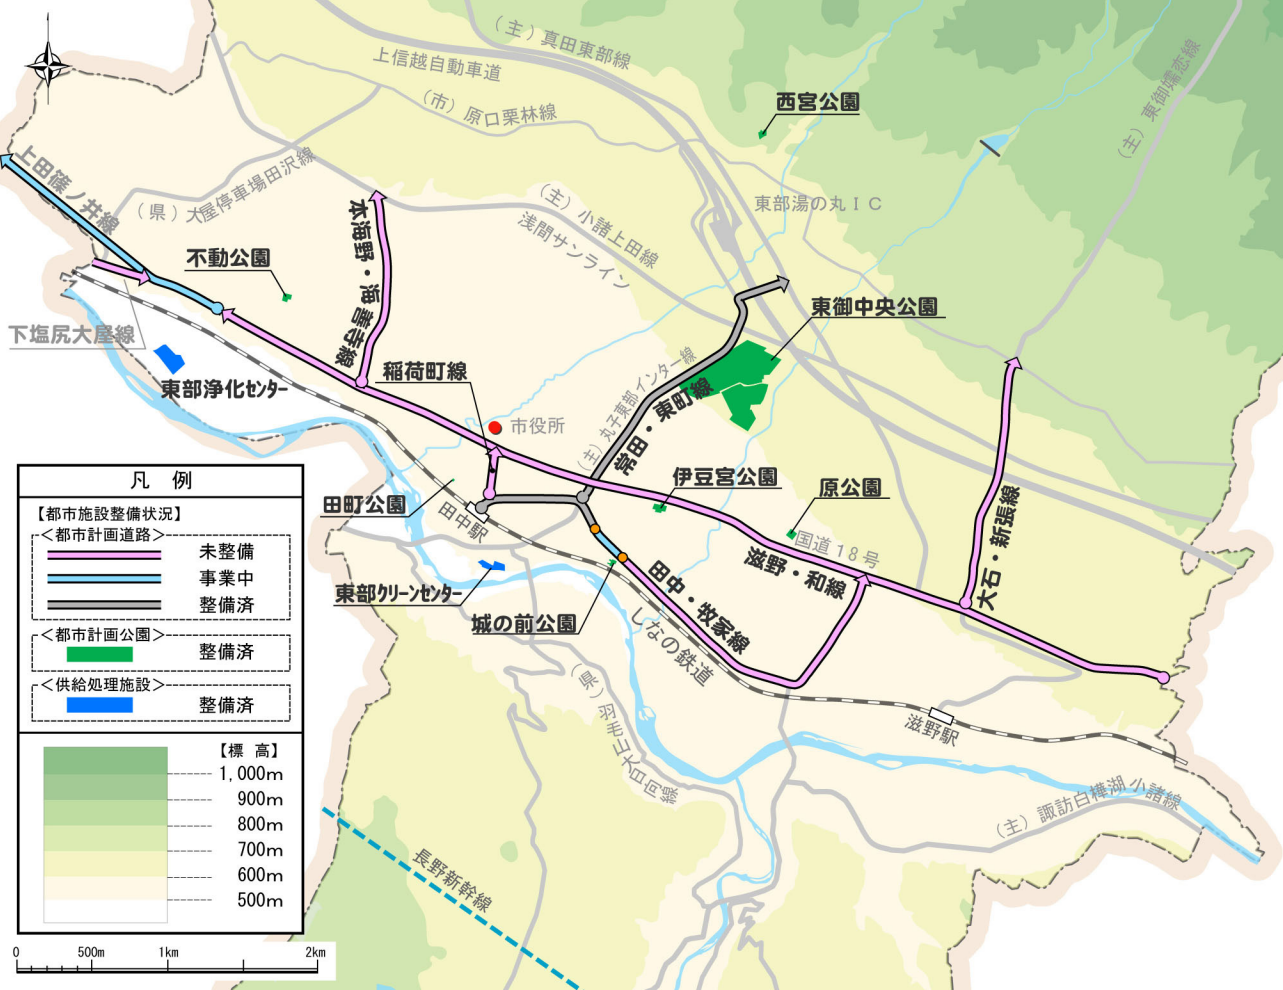 (主)真田東部線
上信越自動車道
(市)原口栗林線
西宮公園
(主)東御嬬恋線
上田篠ノ井線
(県)大屋停車場田沢線
本海野・海善寺線
(主)小諸上田線
浅間サンライン
東部湯の丸IC
不動公園
東御中央公園
下塩尻大屋線
東部浄化センター
稲荷町線
市役所
(主)丸子東部インター線
常田・東町線
伊豆宮公園
原公園
田町公園
田中駅
国道18号
滋野・和線
大石・新張線
東部クリーンセンター
城の前公園
田中・牧家線
しなの鉄道
滋野駅
(県)羽毛山大日向線
(主)諏訪白樺湖小諸線
長野新幹線
凡 例
【都市施設整備状況】
<都市計画道路>
未整備
事業中
整備済
<都市計画公園>
整備済
<供給処理施設>
整備済
【標 高】
1,000m
900m
800m
700m
600m
500m
0 500m 1km 2km